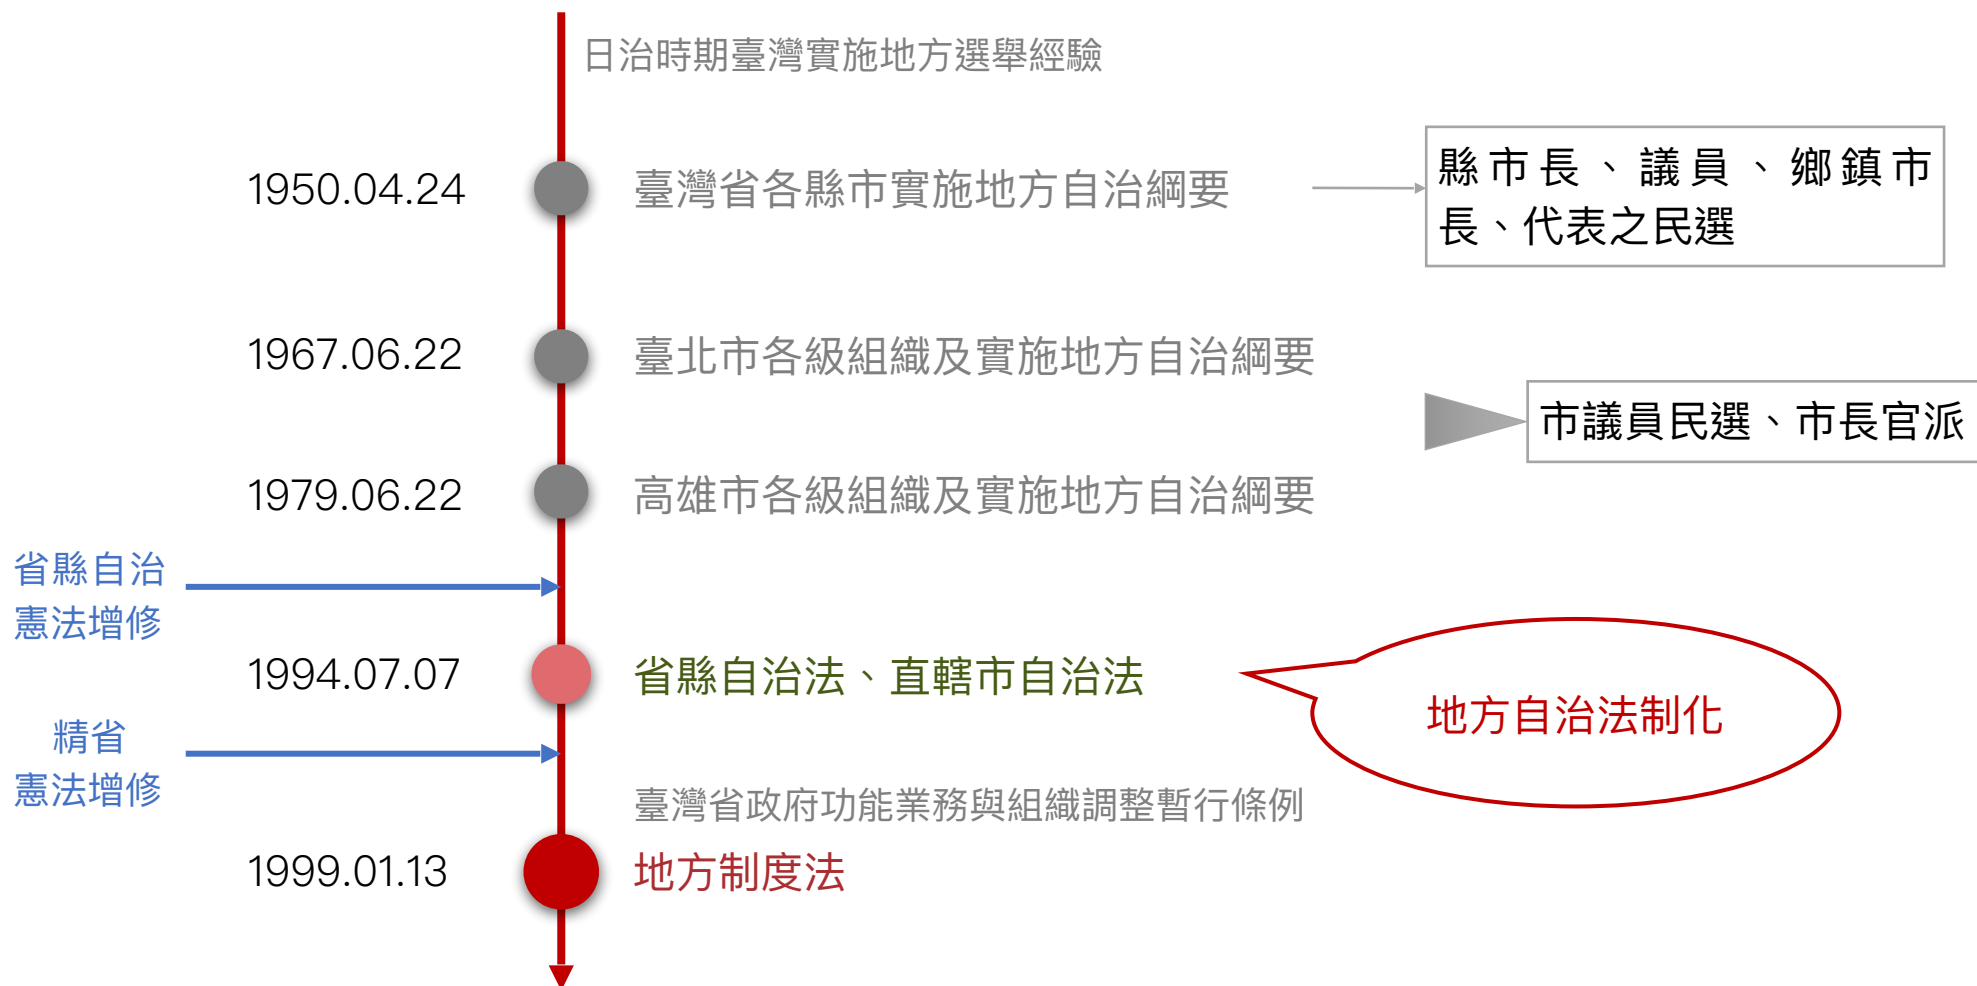 日治時期臺灣實施地方選舉經驗
1950.04.24
臺灣省各縣市實施地方自治綱要
縣市長、議員、鄉鎮市
長、代表之民選
1967.06.22
臺北市各級組織及實施地方自治綱要
市議員民選、市長官派
1979.06.22
高雄市各級組織及實施地方自治綱要
省縣自治
憲法增修
1994.07.07
省縣自治法、直轄市自治法
地方自治法制化
精省
憲法增修
臺灣省政府功能業務與組織調整暫行條例
1999.01.13
地方制度法